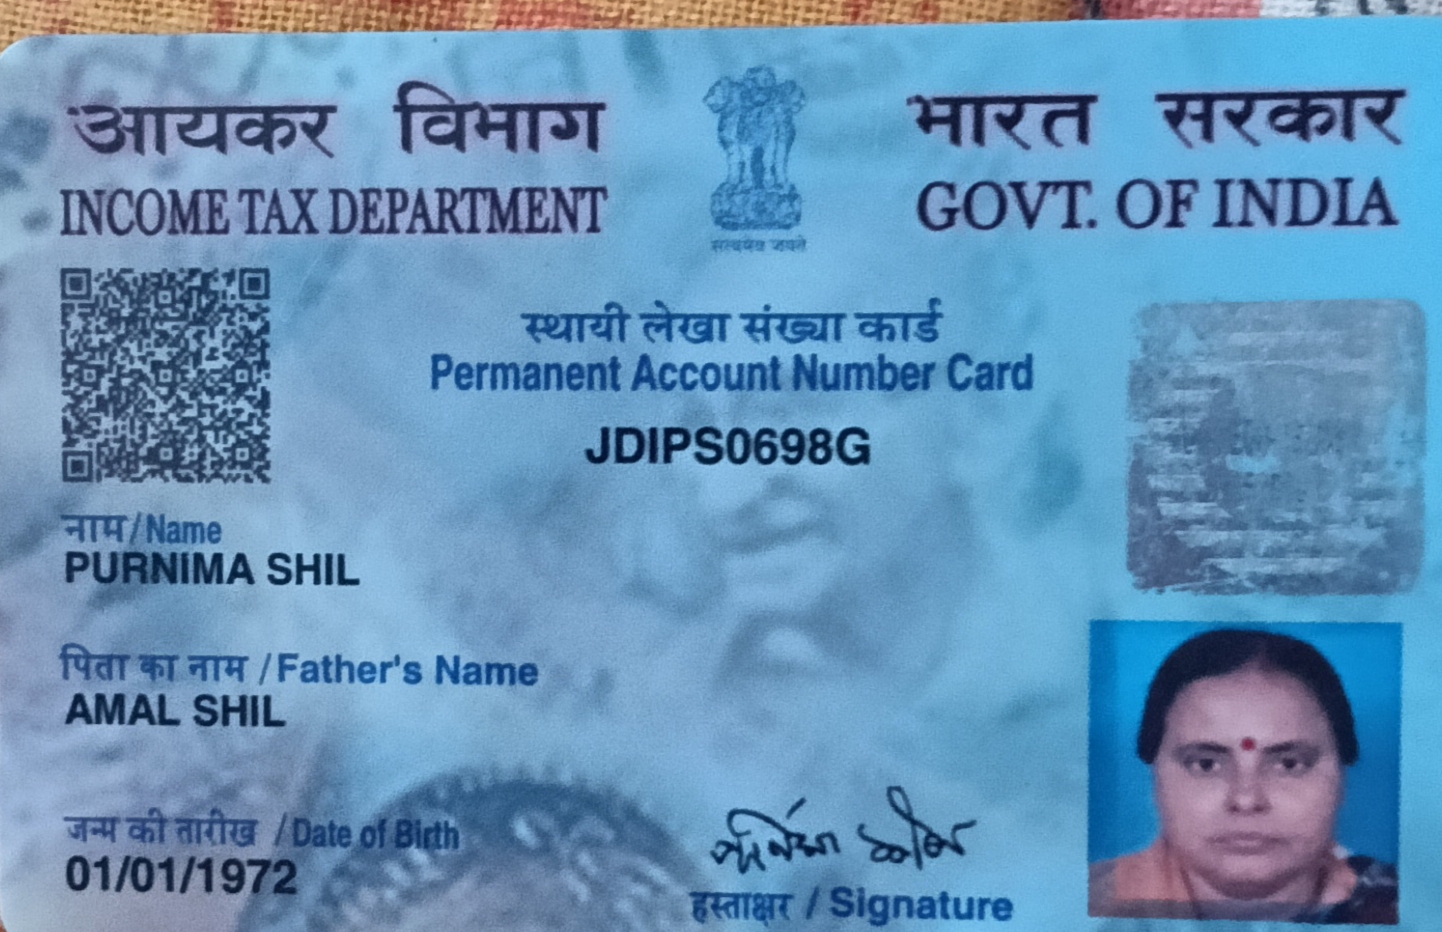 आयकर विभाग
INCOME TAX DEPARTMENT
सत्यमेव जयते
भारत सरकार
GOVT. OF INDIA
स्थायी लेखा संख्या कार्ड
Permanent Account Number Card
JDIPS0698G
नाम/Name
PURNIMA SHIL
पिता का नाम /Father's Name
AMAL SHIL
जन्म की तारीख /Date of Birth
01/01/1972
हस्ताक्षर / Signature